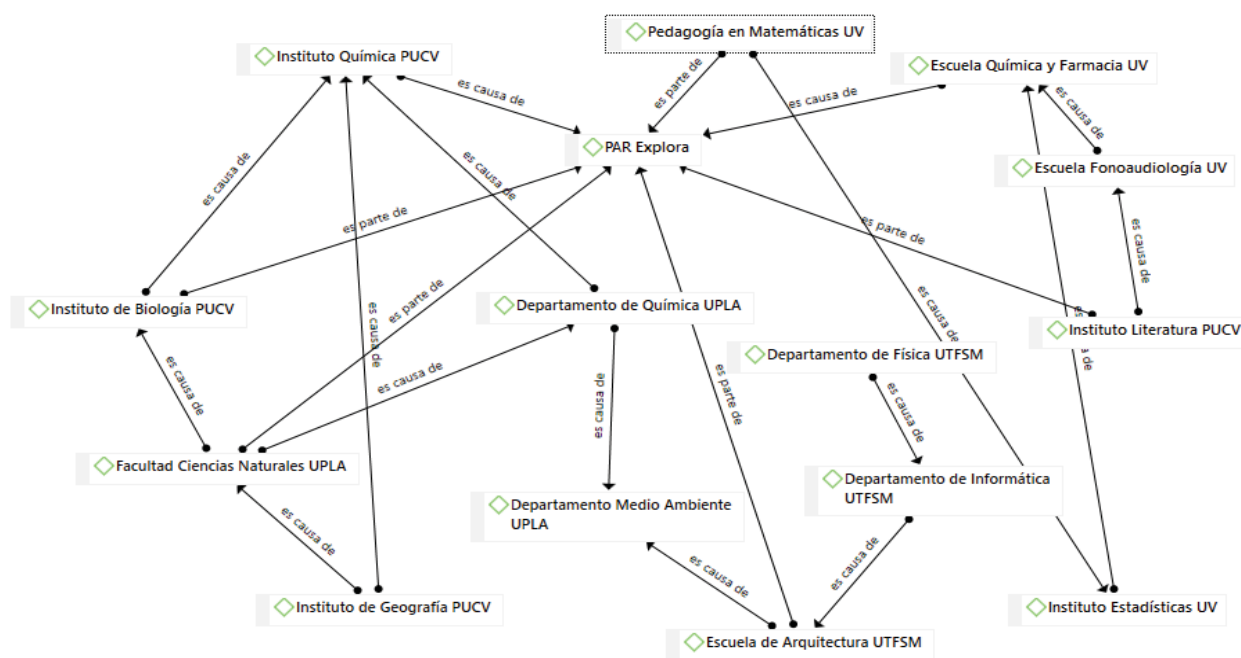 Pedagogía en Matemáticas UV
Instituto Química PUCV
Escuela Química y Farmacia UV
es causa de
es parte de
es causa de
es causa de
PAR Explora
Escuela Fonoaudiología UV
es causa de
es causa de
es parte de
es parte de
es causa de
es parte de
Instituto de Biología PUCV
Departamento de Química UPLA
es causa de
es causa de
Instituto Literatura PUCV
es causa de
Departamento de Física UTFSM
es causa de
es causa de
es parte de
es causa de
es causa de
Facultad Ciencias Naturales UPLA
Departamento de Informática
UTFSM
Departamento Medio Ambiente
UPLA
es causa de
es causa de
es causa de
Instituto de Geografía PUCV
Instituto Estadísticas UV
Escuela de Arquitectura UTFSM